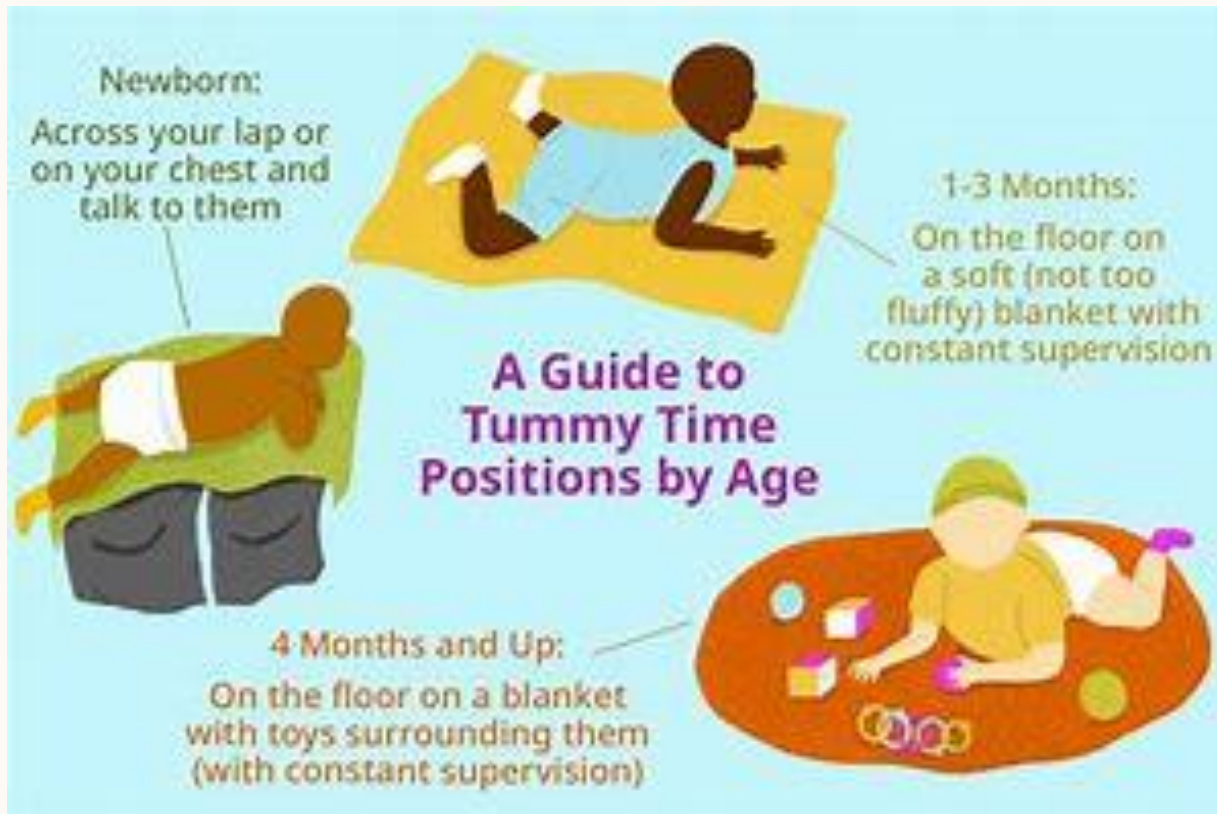 Newborn:
Across your lap or
on your chest and
talk to them
1-3 Months:
On the floor on
a soft (not too
fluffy) blanket with
constant supervision
A Guide to
Tummy Time
Positions by Age
4 Months and Up:
On the floor on a blanket
with toys surrounding them
(with constant supervision)